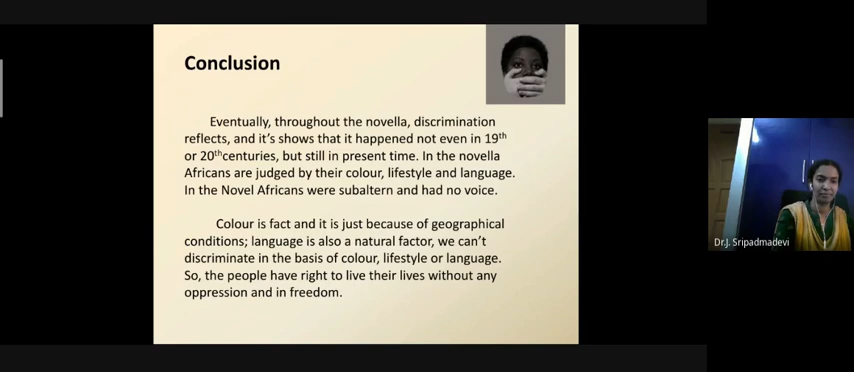 Conclusion
Eventually, throughout the novella, discrimination
reflects, and it's shows that it happened not even in 19th
or 20thcenturies, but still in present time. In the novella
Africans are judged by their colour, lifestyle and language.
In the Novel Africans were subaltern and had no voice.
Colour is fact and it is just because of geographical
conditions; language is also a natural factor, we can't
discriminate in the basis of colour, lifestyle or language.
So, the people have right to live their lives without any
oppression and in freedom.
Dr.J. Sripadmadevi